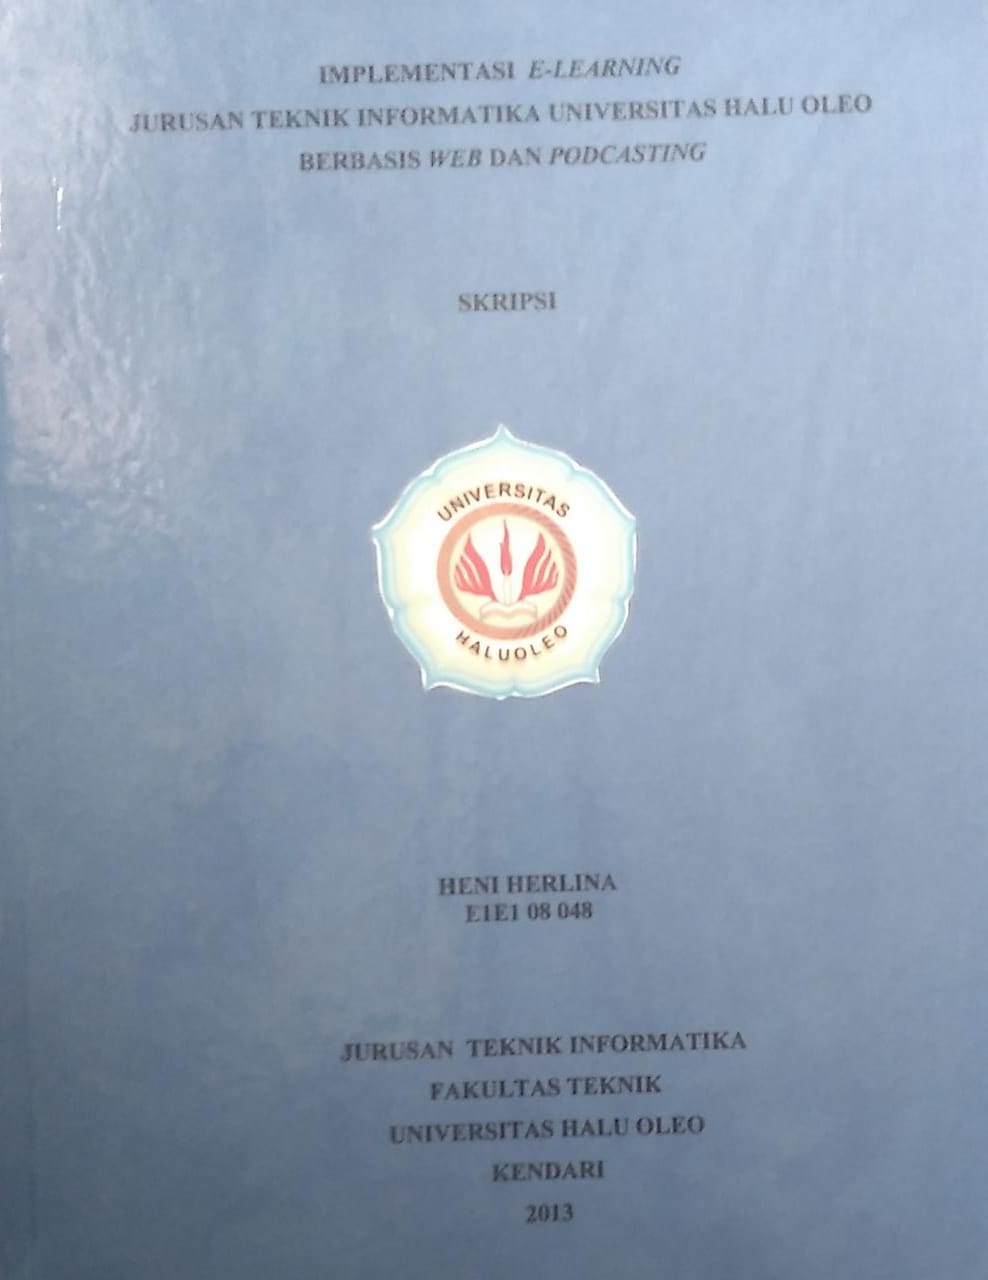 IMPLEMENTASI E-LEARNING
JURUSAN TEKNIK INFORMATIKA UNIVERSITAS HALU OLEO
BERBASIS WEB DAN PODCASTING
SKRIPSI
UNIVERSITAS
HALUOLEO
HENI HERLINA
E1E1 08 048
JURUSAN TEKNIK INFORMATIKA
FAKULTAS TEKNIK
UNIVERSITAS HALU OLEO
KENDARI
2013